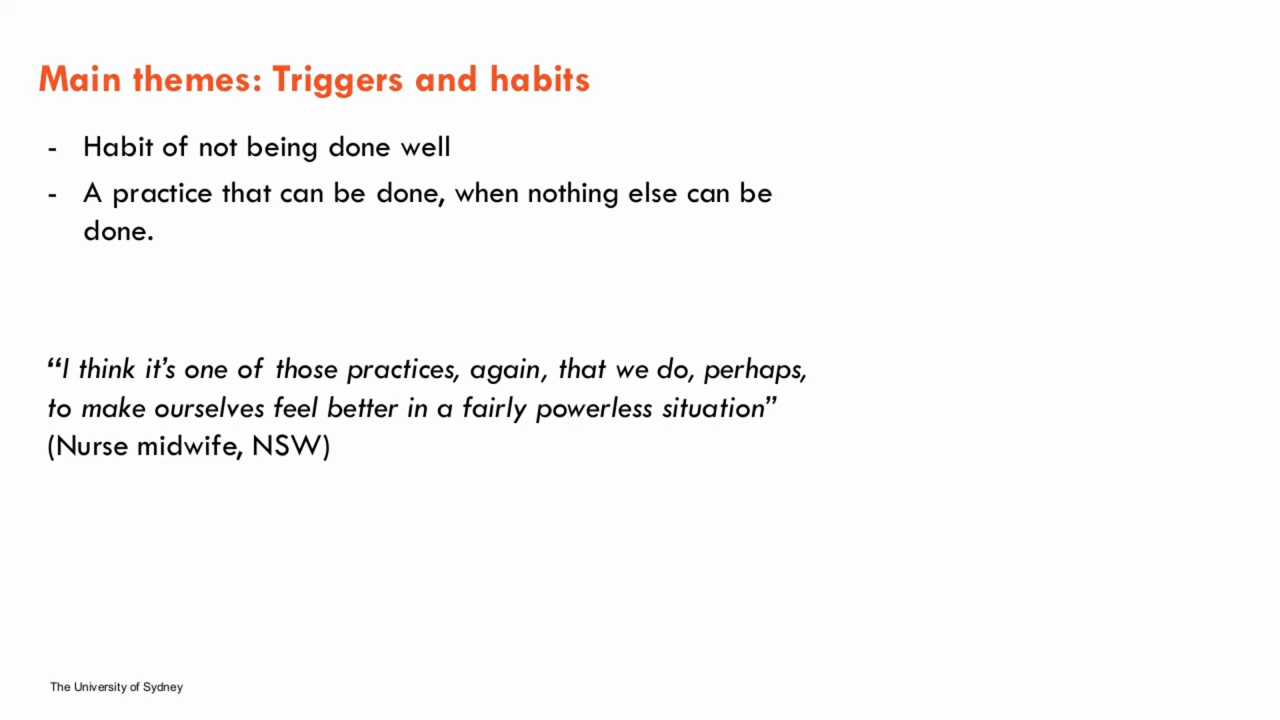 Main themes: Triggers and habits
- Habit of not being done well
- A practice that can be done, when nothing else can be
done.
“I think it’s one of those practices, again, that we do, perhaps,
to make ourselves feel better in a fairly powerless situation”
(Nurse midwife, NSW)
The University of Sydney